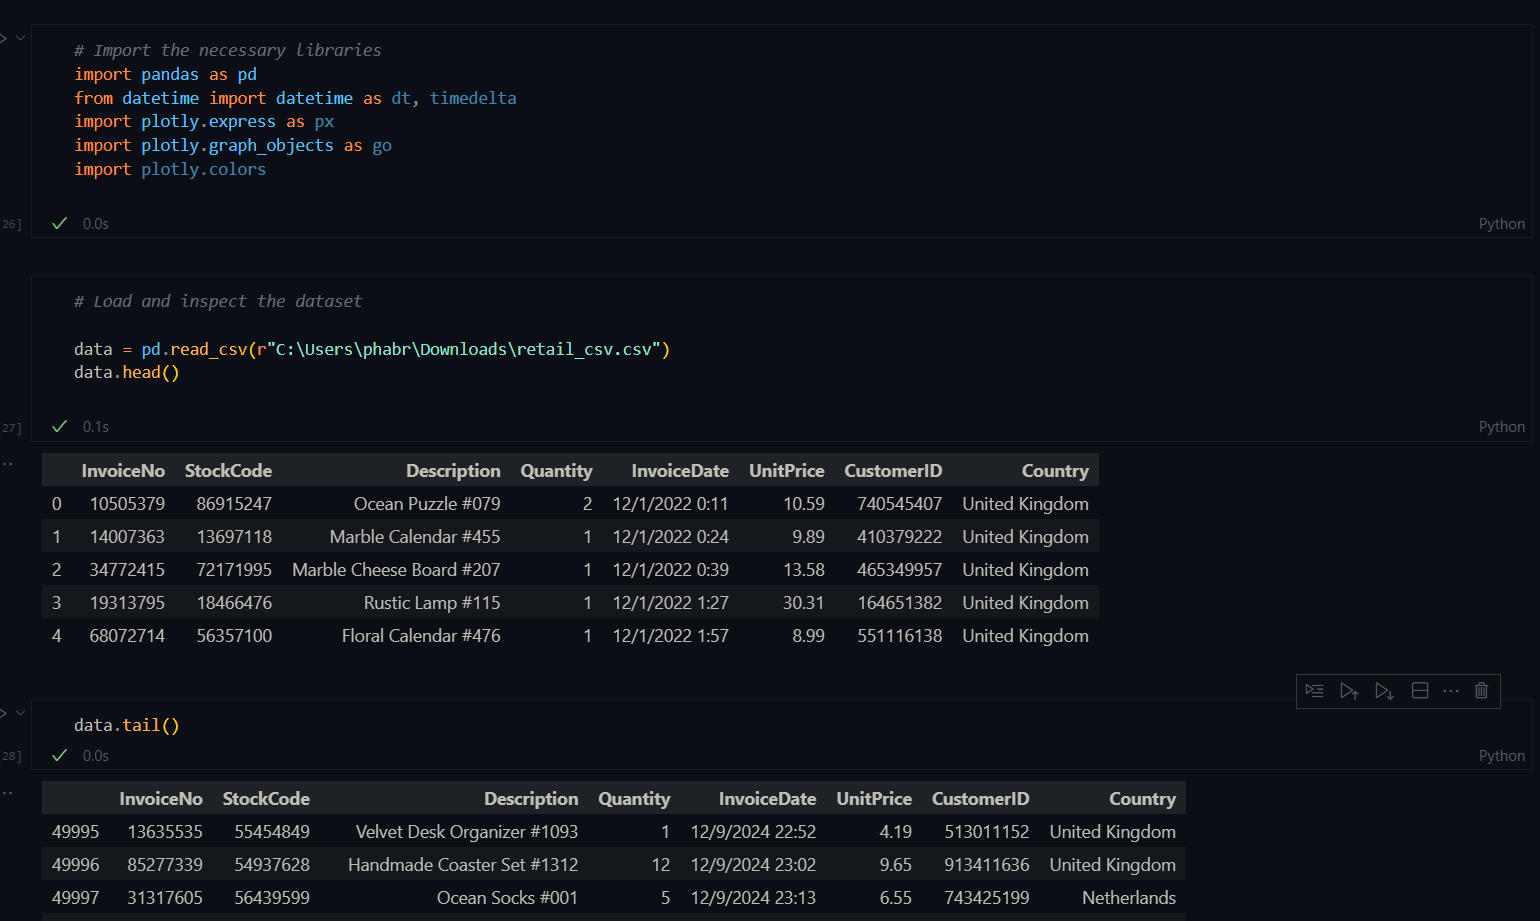 # Import the necessary libraries
import pandas as pd
from datetime import datetime as dt, timedelta
import plotly.express as px
import plotly.graph_objects as go
import plotly.colors
26] 0.0s Python
# Load and inspect the dataset
data = pd.read_csv(r"C:\Users\phabr\Downloads\retail_csv.csv")
data.head()
27] 0.1s Python
InvoiceNo StockCode Description Quantity InvoiceDate UnitPrice CustomerID Country
0 10505379 86915247 Ocean Puzzle #079 2 12/1/2022 0:11 10.59 740545407 United Kingdom
1 14007363 13697118 Marble Calendar #455 1 12/1/2022 0:24 9.89 410379222 United Kingdom
2 34772415 72171995 Marble Cheese Board #207 1 12/1/2022 0:39 13.58 465349957 United Kingdom
3 19313795 18466476 Rustic Lamp #115 1 12/1/2022 1:27 30.31 164651382 United Kingdom
4 68072714 56357100 Floral Calendar #476 1 12/1/2022 1:57 8.99 551116138 United Kingdom
data.tail()
28] 0.0s Python
InvoiceNo StockCode Description Quantity InvoiceDate UnitPrice CustomerID Country
49995 13635535 55454849 Velvet Desk Organizer #1093 1 12/9/2024 22:52 4.19 513011152 United Kingdom
49996 85277339 54937628 Handmade Coaster Set #1312 12 12/9/2024 23:02 9.65 913411636 United Kingdom
49997 31317605 56439599 Ocean Socks #001 5 12/9/2024 23:13 6.55 743425199 Netherlands